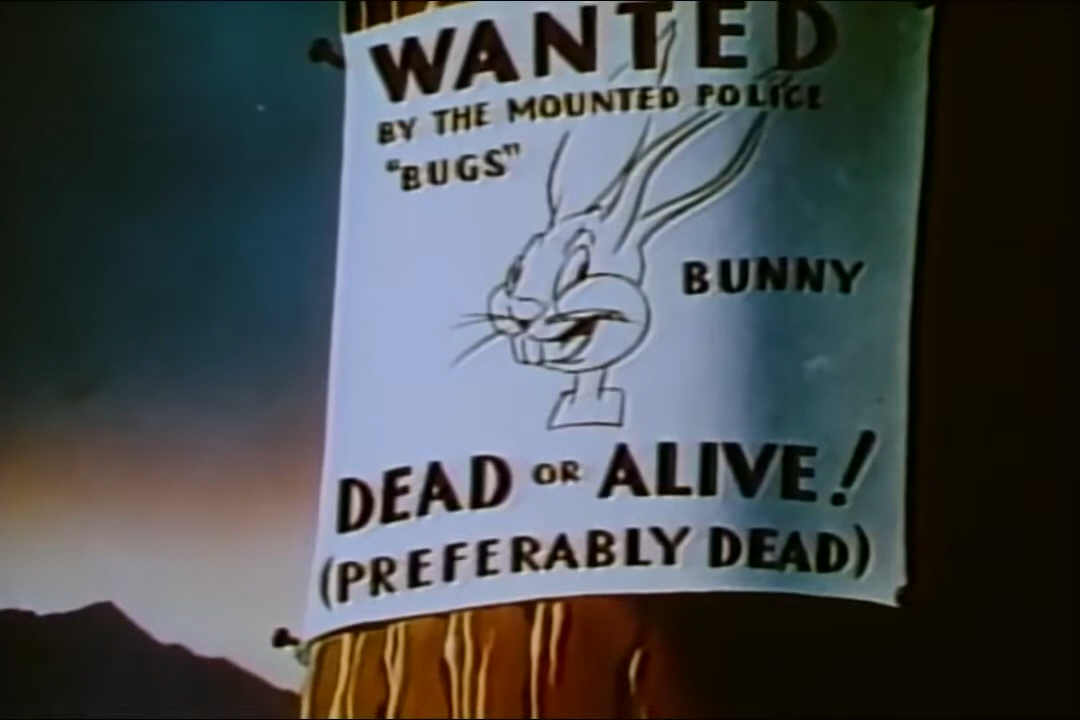 WANTED
BY THE MOUNTED POLICE
"BUGS"
BUNNY
DEAD OR ALIVE!
(PREFERABLY DEAD)